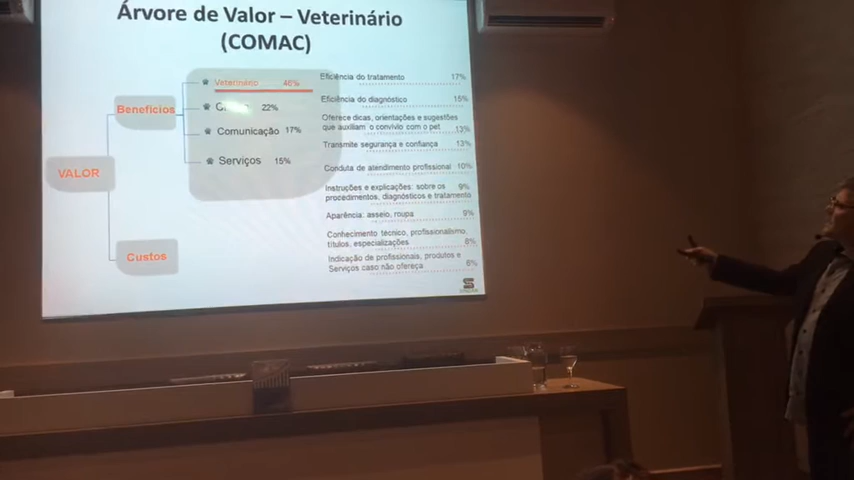 Árvore de Valor – Veterinário
(COMAC)
VALOR
Benefícios
Custos
Veterinário 46%
22%
Comunicação 17%
Serviços 15%
Eficiência do tratamento 17%
Eficiência do diagnóstico 15%
Oferece dicas, orientações e sugestões
que auxiliam o convívio com o pet 13%
Transmite segurança e confiança 13%
Conduta de atendimento profissional 10%
Instruções e explicações: sobre os
procedimentos, diagnósticos e tratamento 9%
Aparência: asseio, roupa 9%
Conhecimento técnico, profissionalismo,
títulos, especializações 8%
Indicação de profissionais, produtos e
Serviços caso não ofereça 6%